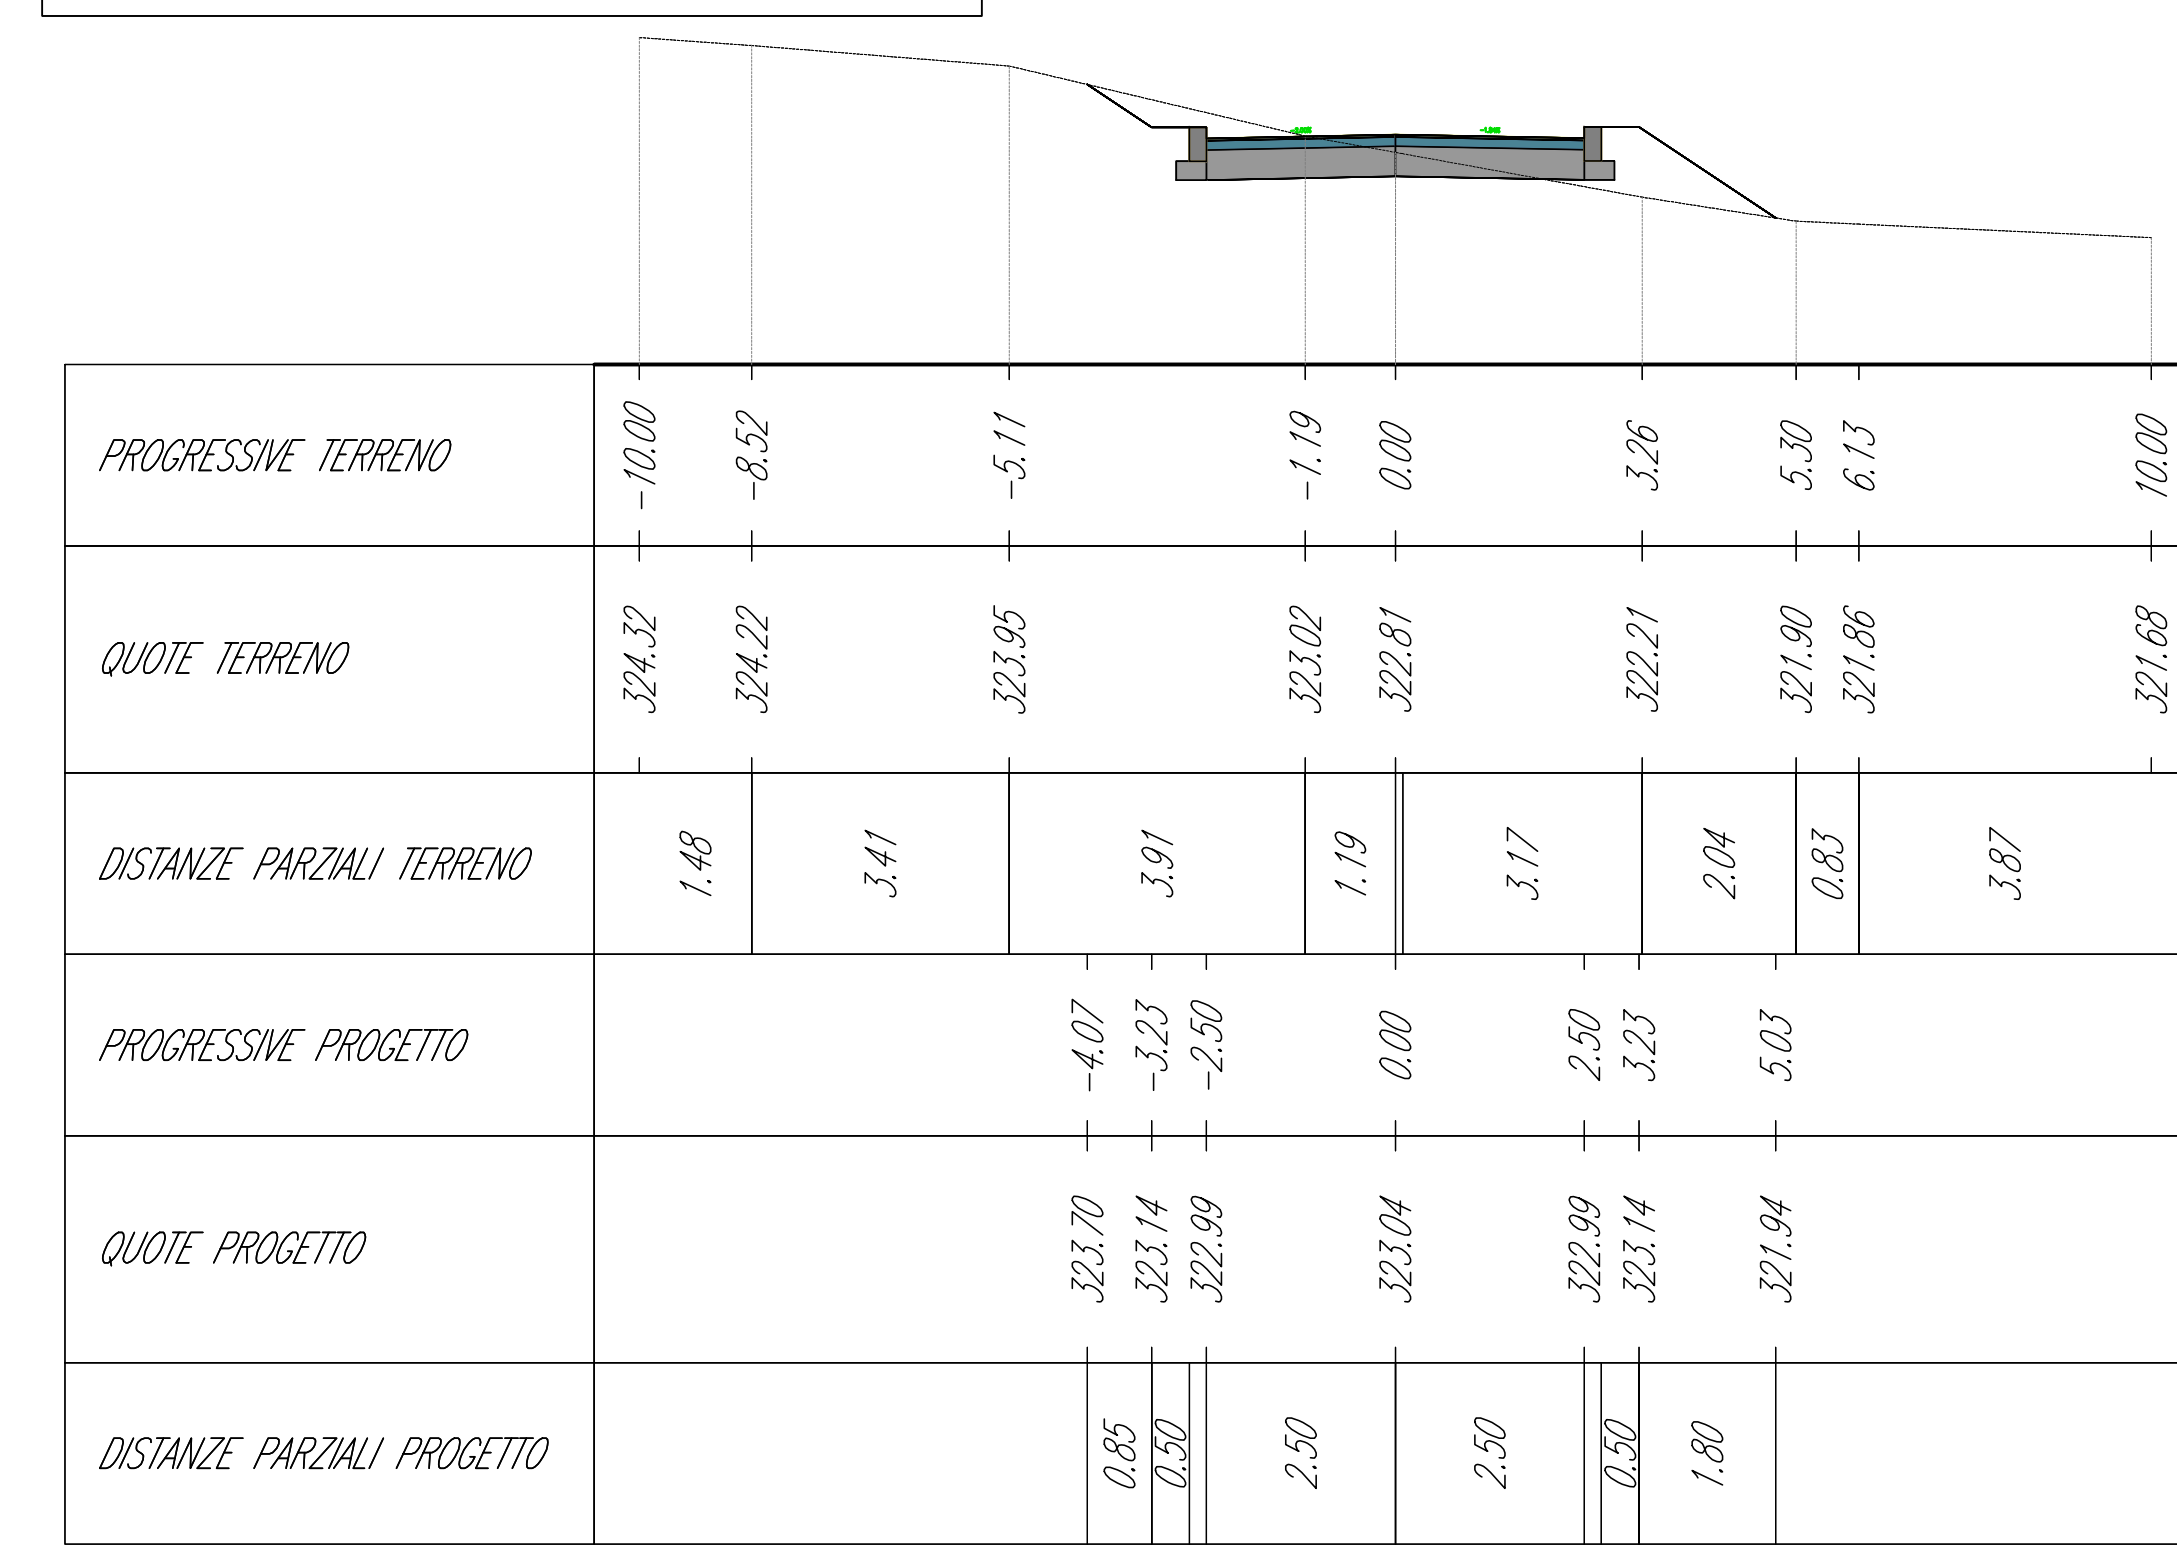 PROGRESSIVE TERRENO -10.00 -8.52 -5.11 -1.19 0.00 3.26 5.30 6.13 10.00
QUOTE TERRENO 324.32 324.22 323.95 323.02 322.81 322.21 321.90 321.86 321.68
DISTANZE PARZIALI TERRENO 1.48 3.41 3.91 1.19 3.17 2.04 0.83 3.87
PROGRESSIVE PROGETTO -4.07 -3.23 -2.50 0.00 2.50 3.23 5.03
QUOTE PROGETTO 323.70 323.14 322.99 323.04 322.99 323.14 321.94
DISTANZE PARZIALI PROGETTO 0.85 0.50 2.50 2.50 0.50 1.80